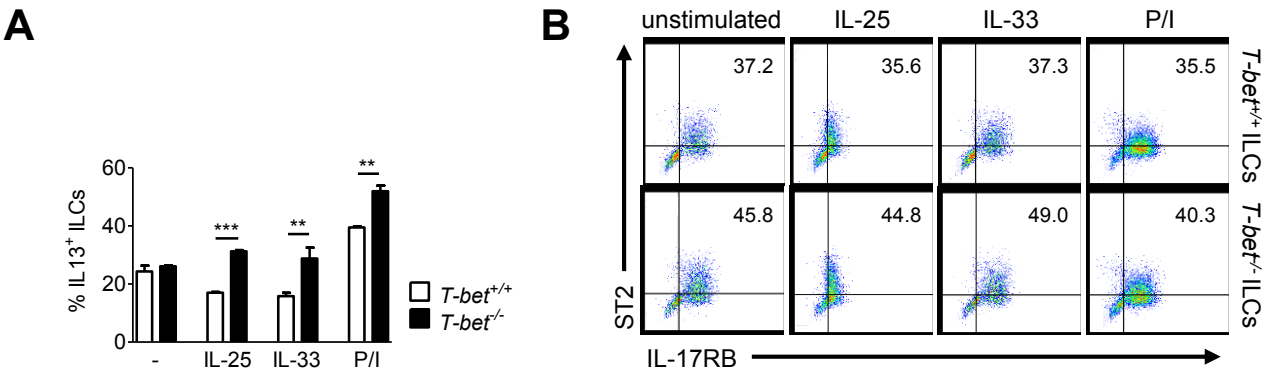 A
% IL13+ ILCs
60
40
20
0
***
**
**
- IL-25 IL-33 P/I
T-bet+/+
T-bet-/-
B
unstimulated IL-25 IL-33 P/I
37.2 35.6 37.3 35.5
T-bet+/+ ILCs
45.8 44.8 49.0 40.3
T-bet-/- ILCs
ST2
IL-17RB